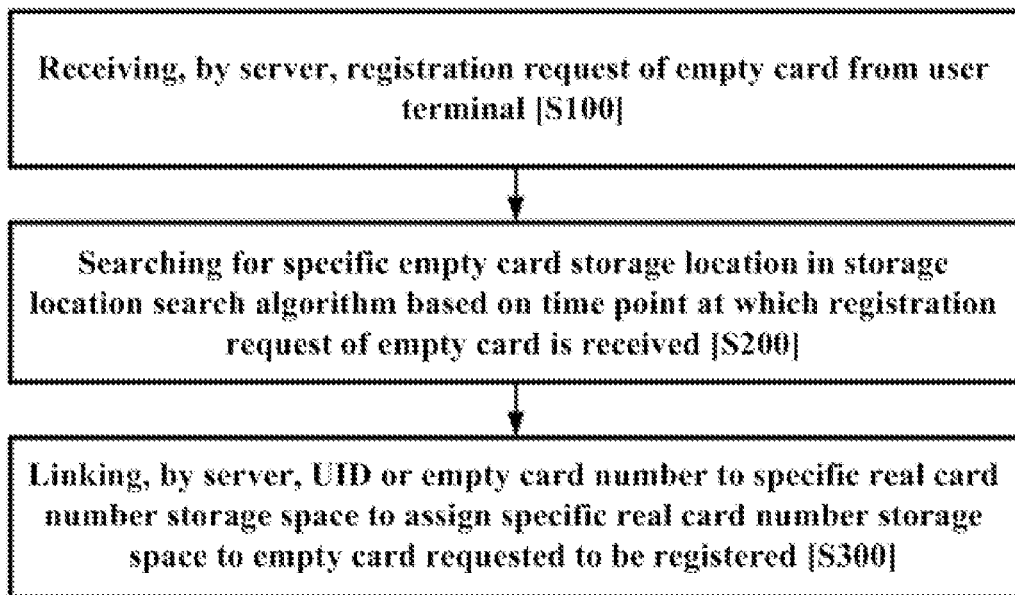 Receiving, by server, registration request of empty card from user
terminal [S100]
Searching for specific empty card storage location in storage
location search algorithm based on time point at which registration
request of empty card is received [S200]
Linking, by server, UID or empty card number to specific real card
number storage space to assign specific real card number storage
space to empty card requested to be registered [S300]